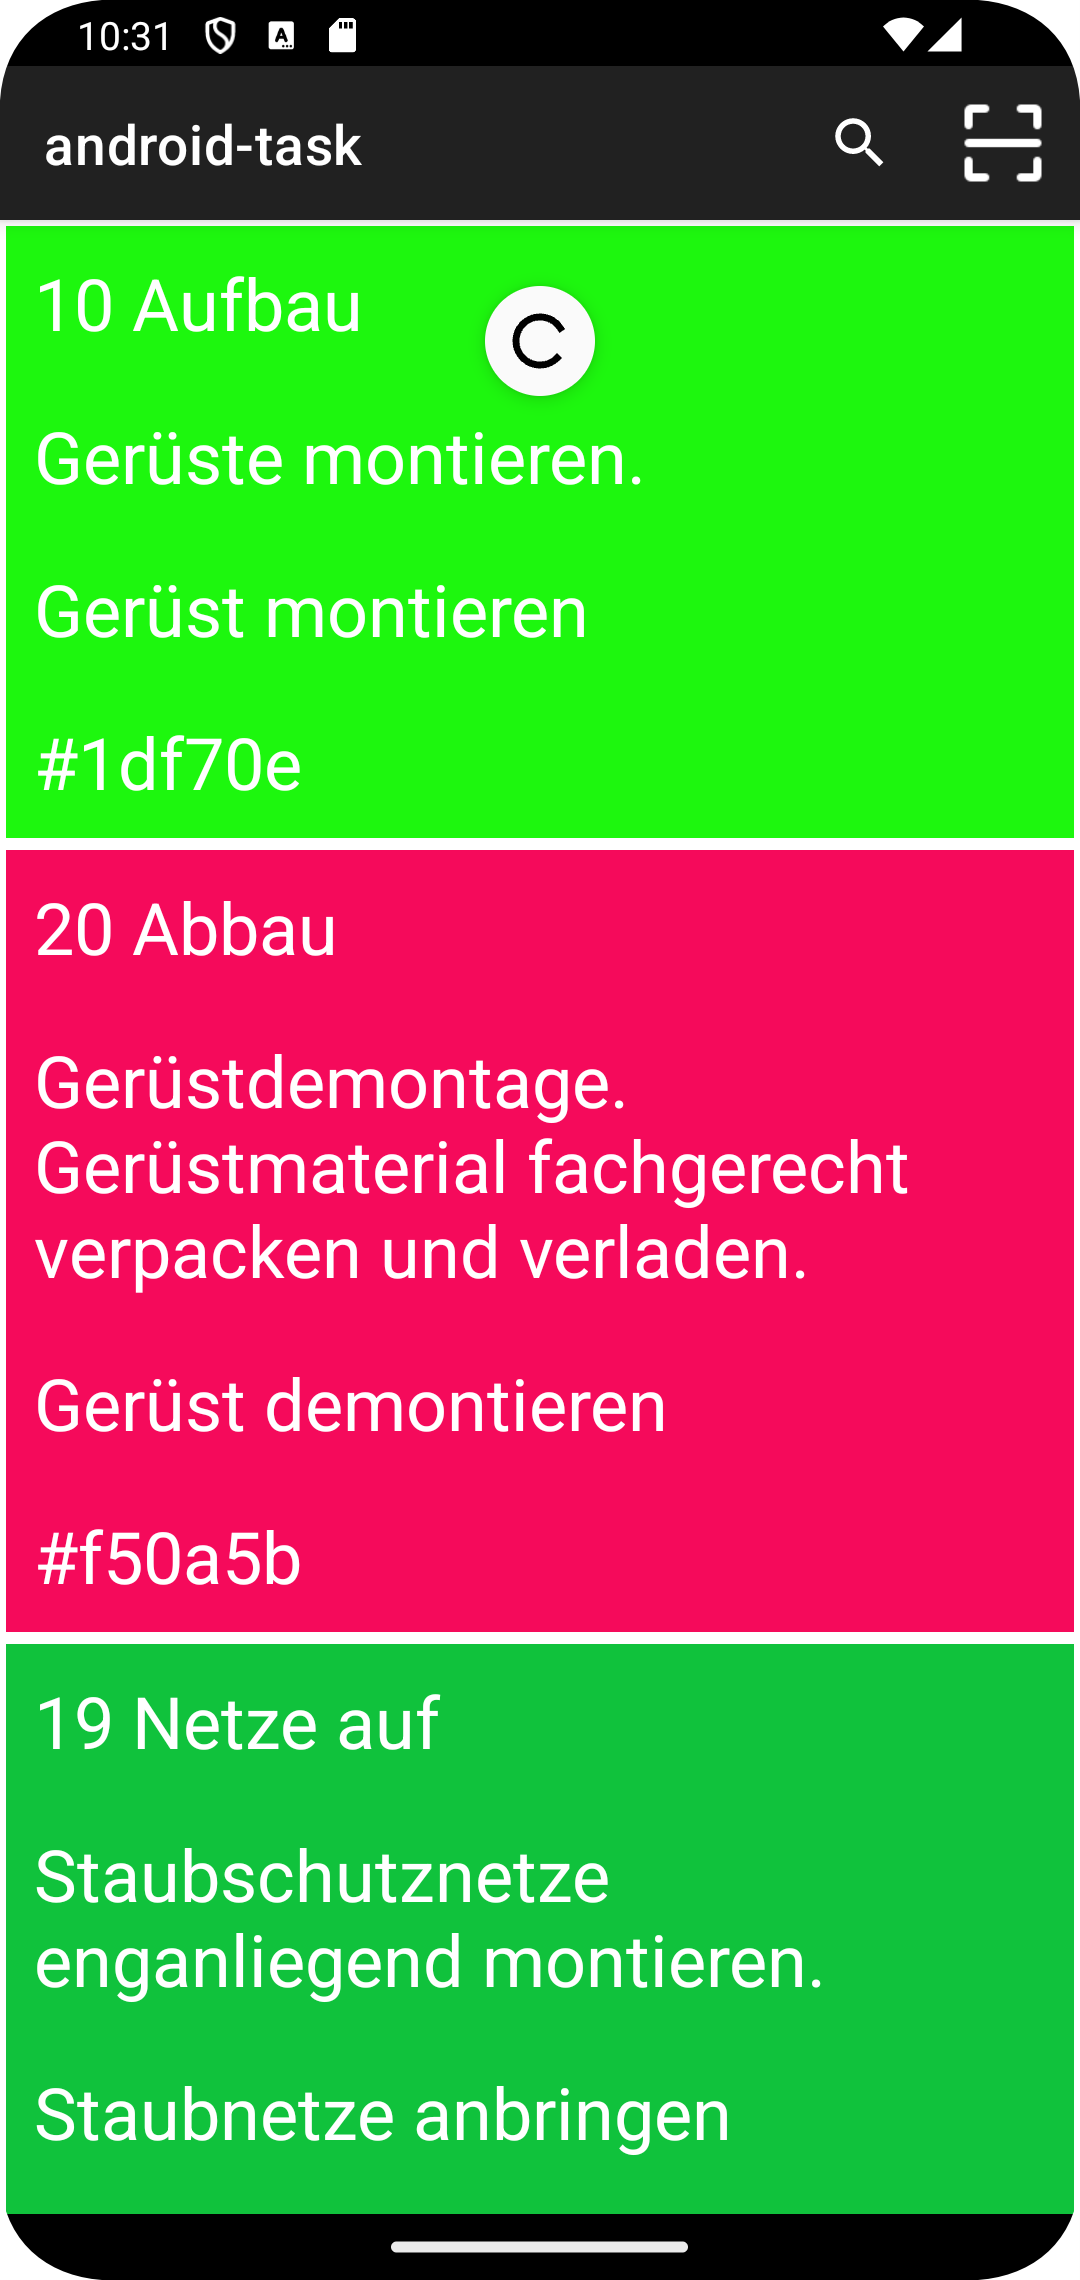 10:31
android-task
10 Aufbau
Gerüste montieren.
Gerüst montieren
#1df70e
20 Abbau
Gerüstdemontage.
Gerüstmaterial fachgerecht
verpacken und verladen.
Gerüst demontieren
#f50a5b
19 Netze auf
Staubschutznetze
enganliegend montieren.
Staubnetze anbringen